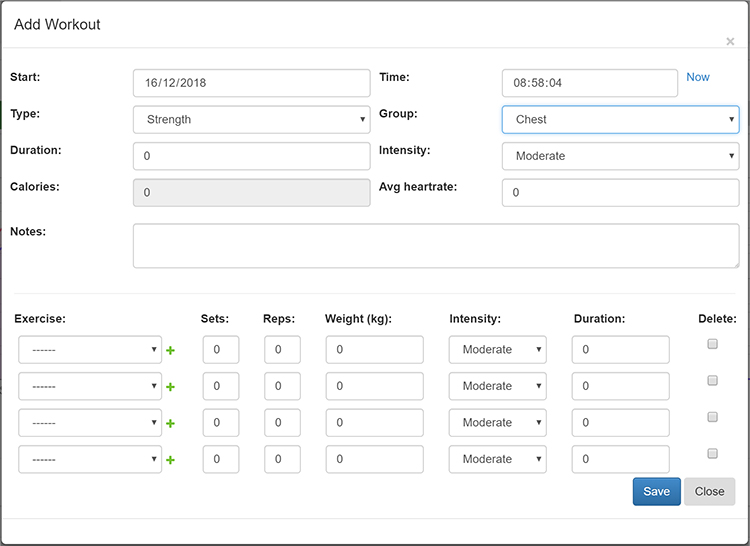 Add Workout
×
Start: 16/12/2018 Time: 08:58:04 Now
Type: Strength Group: Chest
Duration: 0 Intensity: Moderate
Calories: 0 Avg heartrate: 0
Notes:
Exercise: Sets: Reps: Weight (kg): Intensity: Duration: Delete:
------ + 0 0 0 Moderate 0
------ + 0 0 0 Moderate 0
------ + 0 0 0 Moderate 0
------ + 0 0 0 Moderate 0
Save Close